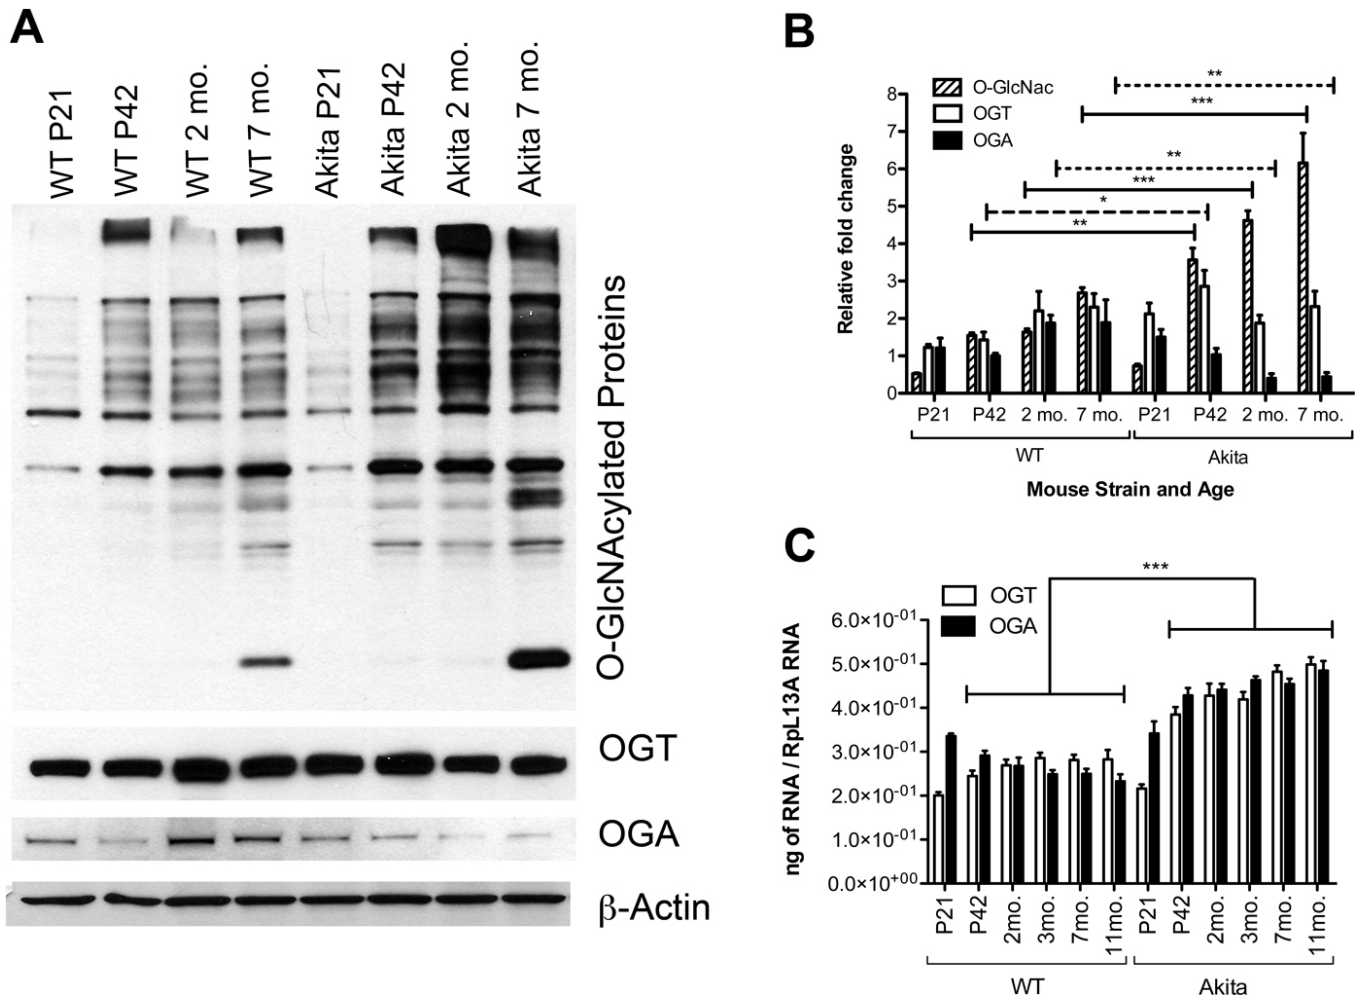 A
WT P21
WT P42
WT 2 mo.
WT 7 mo.
Akita P21
Akita P42
Akita 2 mo.
Akita 7 mo.
O-GlcNAcylated Proteins
OGT
OGA
β-Actin
B
O-GlcNac
OGT
OGA
**
***
**
***
*
**
Relative fold change
8
7
6
5
4
3
2
1
0
P21 P42 2 mo. 7 mo. P21 P42 2 mo. 7 mo.
WT Akita
Mouse Strain and Age
C
***
OGT
OGA
ng of RNA / RpL13A RNA
6.0×10⁻⁰¹
5.0×10⁻⁰¹
4.0×10⁻⁰¹
3.0×10⁻⁰¹
2.0×10⁻⁰¹
1.0×10⁻⁰¹
0.0×10⁺⁰⁰
P21 P42 2mo. 3mo. 7mo. 11mo. P21 P42 2mo. 3mo. 7mo. 11mo.
WT Akita